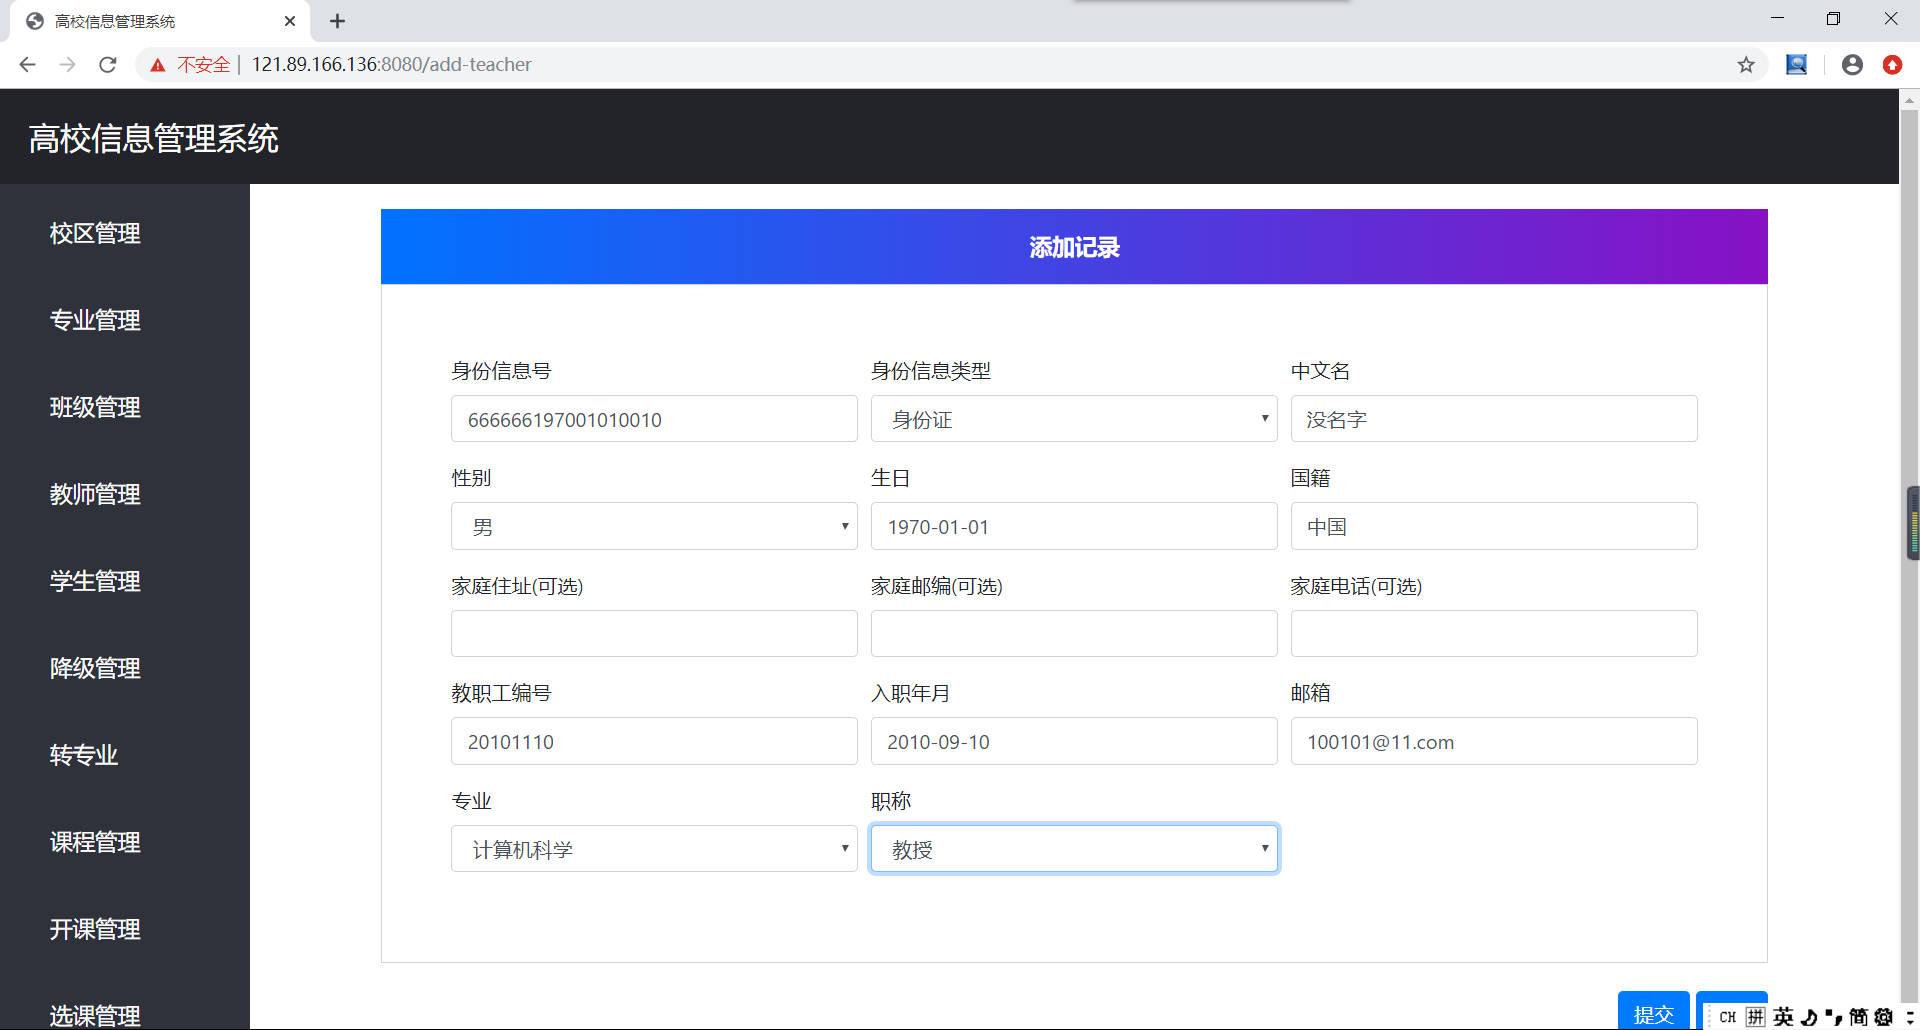 高校信息管理系统
不安全 | 121.89.166.136:8080/add-teacher
高校信息管理系统
校区管理
专业管理
班级管理
教师管理
学生管理
降级管理
转专业
课程管理
开课管理
选课管理
添加记录
身份信息号 身份信息类型 中文名
666666197001010010 身份证 没名字
性别 生日 国籍
男 1970-01-01 中国
家庭住址(可选) 家庭邮编(可选) 家庭电话(可选)
教职工编号 入职年月 邮箱
20101110 2010-09-10 100101@11.com
专业 职称
计算机科学 教授
提交
CH 拼 英 简